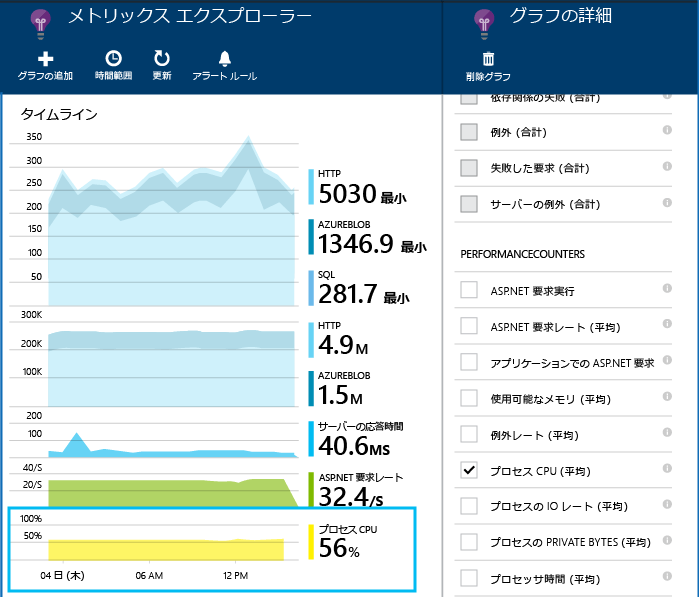 メトリックス エクスプローラー
グラフの追加
時間範囲
更新
アラート ルール
タイムライン
350
300
250
200
150
100
50
HTTP
5030 最小
AZUREBLOB
1346.9 最小
SQL
281.7 最小
300K
200K
100K
HTTP
4.9 M
AZUREBLOB
1.5 M
200
100
サーバーの応答時間
40.6 MS
40/S
20/S
ASP.NET 要求レート
32.4 /S
100%
50%
プロセス CPU
56 %
04 日 (木)
06 AM
12 PM
グラフの詳細
削除グラフ
依存関係の失敗 (合計)
例外 (合計)
失敗した要求 (合計)
サーバーの例外 (合計)
PERFORMANCECOUNTERS
ASP.NET 要求実行
ASP.NET 要求レート (平均)
アプリケーションでの ASP.NET 要求
使用可能なメモリ (平均)
例外レート (平均)
プロセス CPU (平均)
プロセスの IO レート (平均)
プロセスの PRIVATE BYTES (平均)
プロセッサ時間 (平均)